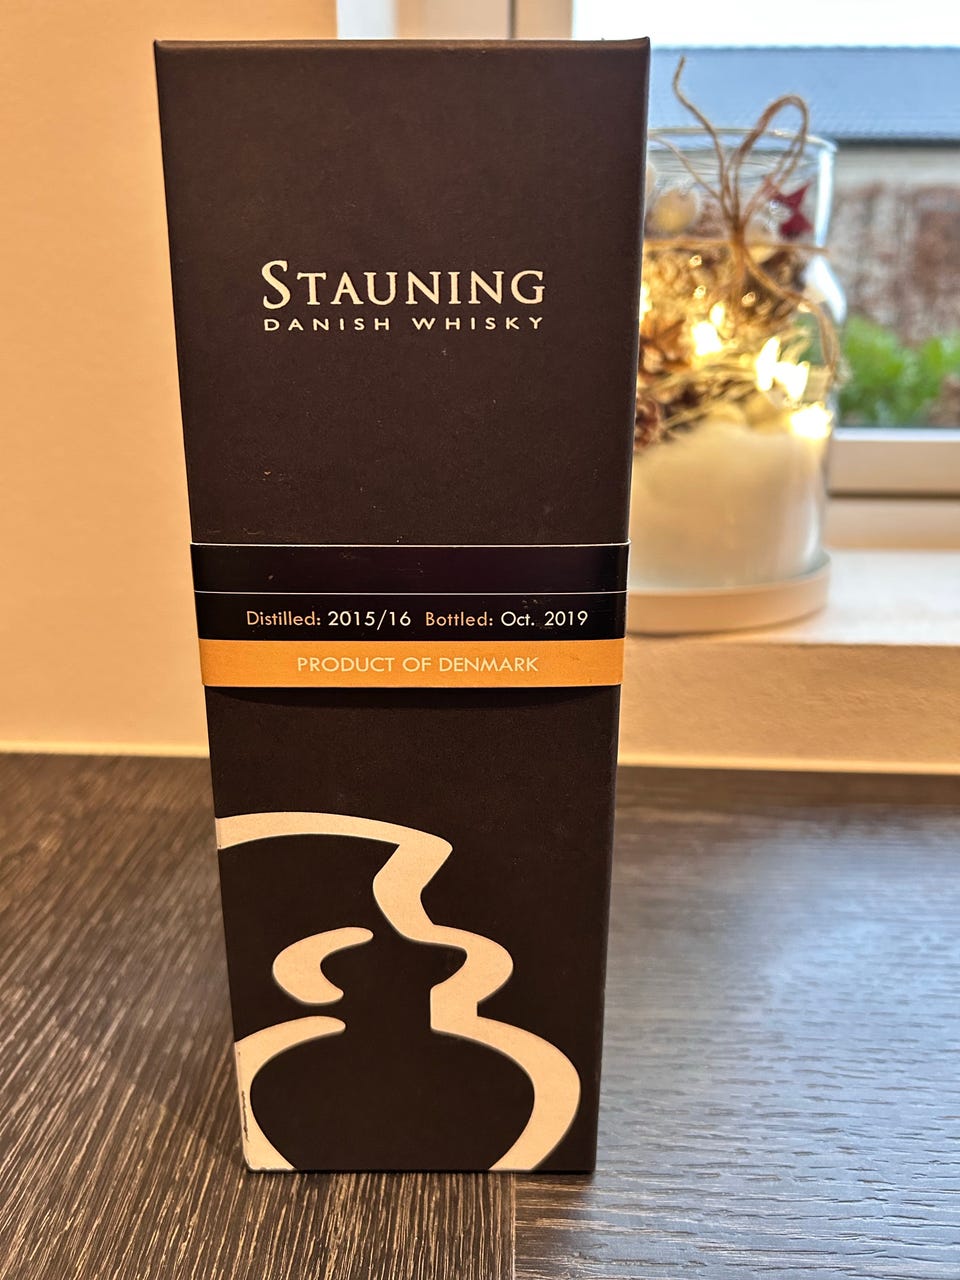 STAUNING
DANISH WHISKY
Distilled: 2015/16 Bottled: Oct. 2019
PRODUCT OF DENMARK